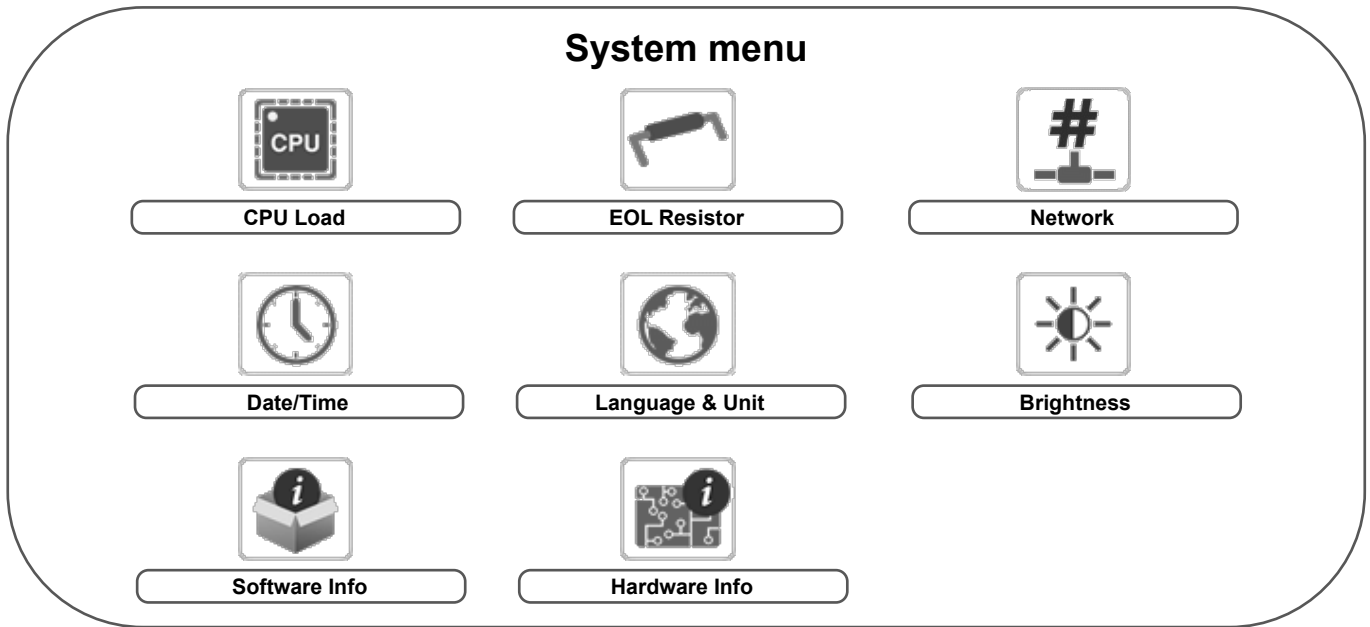 System menu
CPU
#
CPU Load
EOL Resistor
Network
Date/Time
Language & Unit
Brightness
i
i
Software Info
Hardware Info